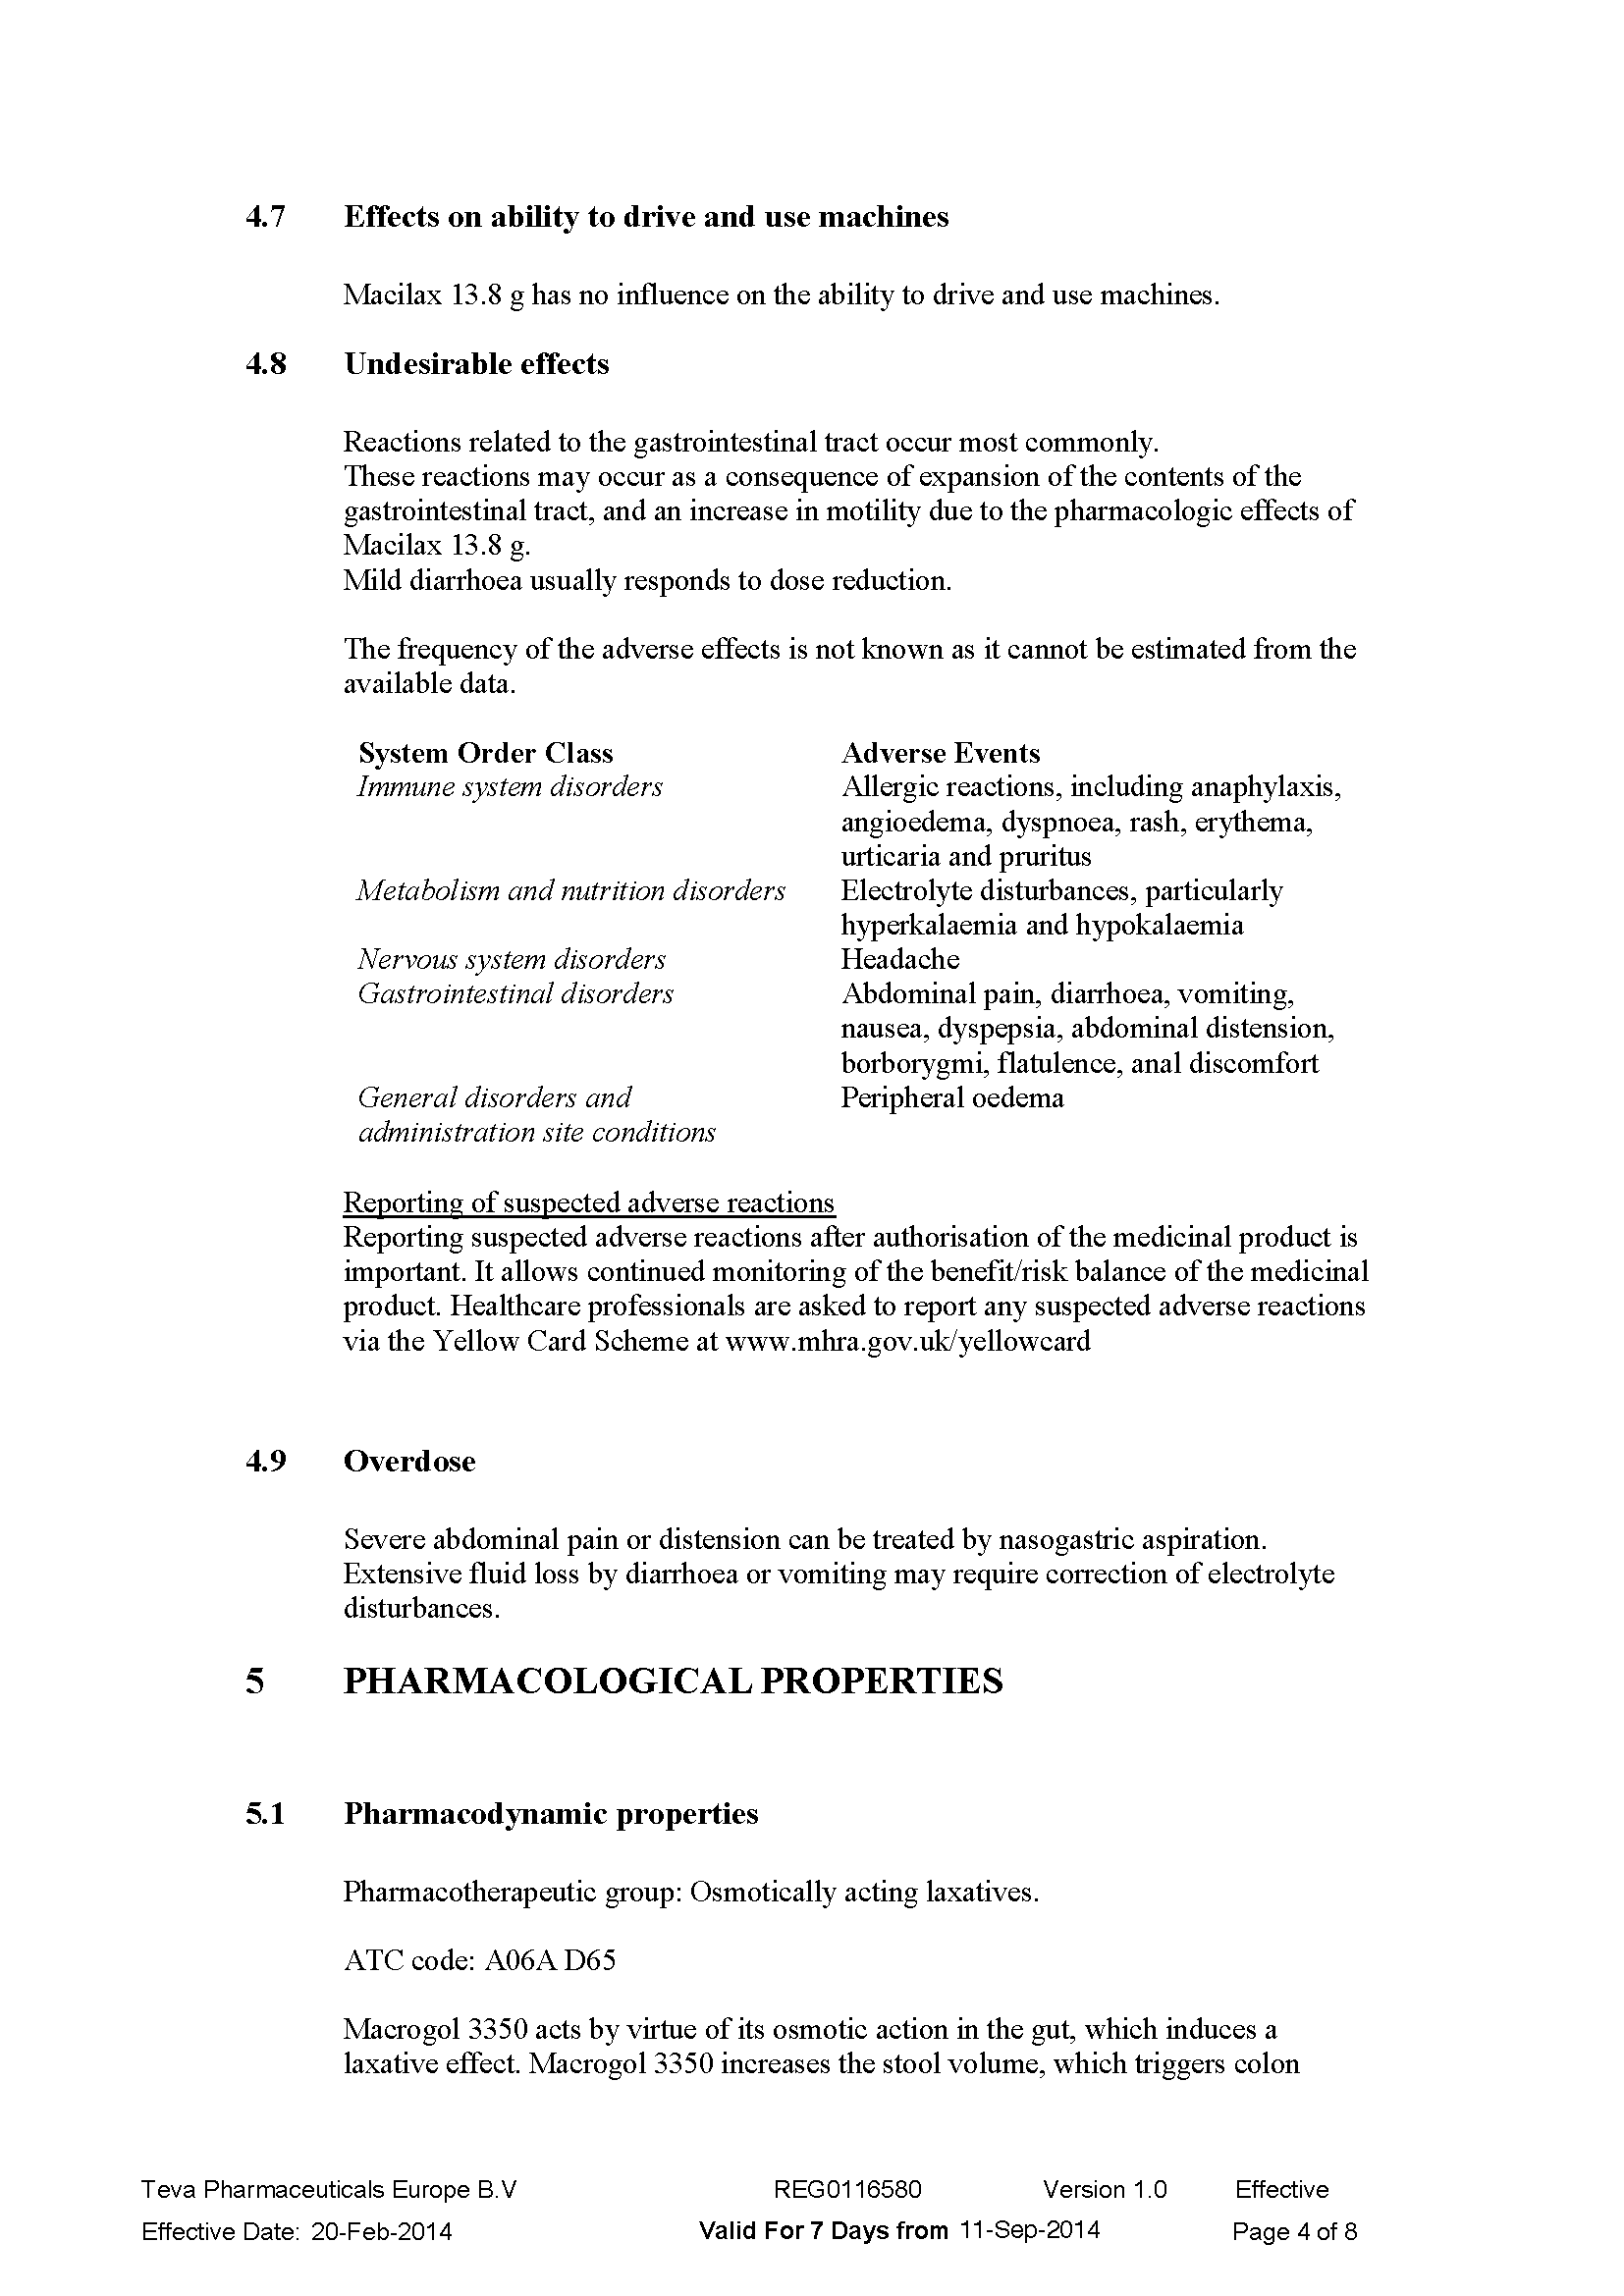 4.7 Effects on ability to drive and use machines
Macilax 13.8 g has no influence on the ability to drive and use machines.
4.8 Undesirable effects
Reactions related to the gastrointestinal tract occur most commonly.
These reactions may occur as a consequence of expansion of the contents of the
gastrointestinal tract, and an increase in motility due to the pharmacologic effects of
Macilax 13.8 g.
Mild diarrhoea usually responds to dose reduction.
The frequency of the adverse effects is not known as it cannot be estimated from the
available data.
System Order Class Adverse Events
Immune system disorders Allergic reactions, including anaphylaxis,
angioedema, dyspnoea, rash, erythema,
urticaria and pruritus
Metabolism and nutrition disorders Electrolyte disturbances, particularly
hyperkalaemia and hypokalaemia
Nervous system disorders Headache
Gastrointestinal disorders Abdominal pain, diarrhoea, vomiting,
nausea, dyspepsia, abdominal distension,
borborygmi, flatulence, anal discomfort
General disorders and Peripheral oedema
administration site conditions
Reporting of suspected adverse reactions
Reporting suspected adverse reactions after authorisation of the medicinal product is
important. It allows continued monitoring of the benefit/risk balance of the medicinal
product. Healthcare professionals are asked to report any suspected adverse reactions
via the Yellow Card Scheme at www.mhra.gov.uk/yellowcard
4.9 Overdose
Severe abdominal pain or distension can be treated by nasogastric aspiration.
Extensive fluid loss by diarrhoea or vomiting may require correction of electrolyte
disturbances.
5 PHARMACOLOGICAL PROPERTIES
5.1 Pharmacodynamic properties
Pharmacotherapeutic group: Osmotically acting laxatives.
ATC code: A06A D65
Macrogol 3350 acts by virtue of its osmotic action in the gut, which induces a
laxative effect. Macrogol 3350 increases the stool volume, which triggers colon
Teva Pharmaceuticals Europe B.V REG0116580 Version 1.0 Effective
Effective Date: 20-Feb-2014 Valid For 7 Days from 11-Sep-2014 Page 4 of 8